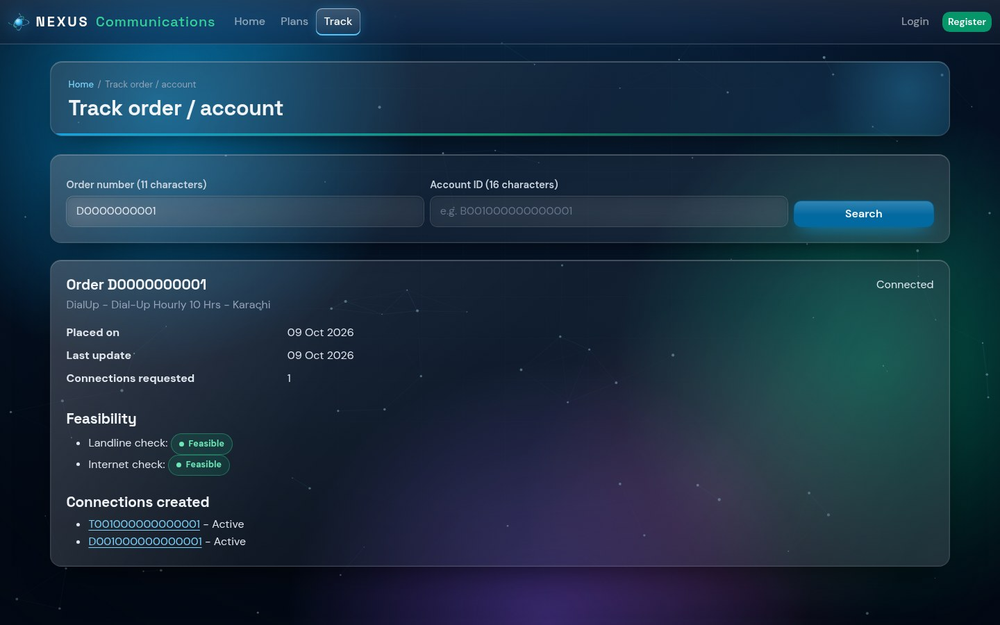 NEXUS Communications Home Plans Track Login Register
Home / Track order / account
Track order / account
Order number (11 characters) Account ID (16 characters)
D0000000001 e.g. B001000000000001 Search
Order D0000000001 Connected
DialUp - Dial-Up Hourly 10 Hrs - Karachi
Placed on 09 Oct 2026
Last update 09 Oct 2026
Connections requested 1
Feasibility
Landline check: Feasible
Internet check: Feasible
Connections created
T001000000000001 - Active
D001000000000001 - Active